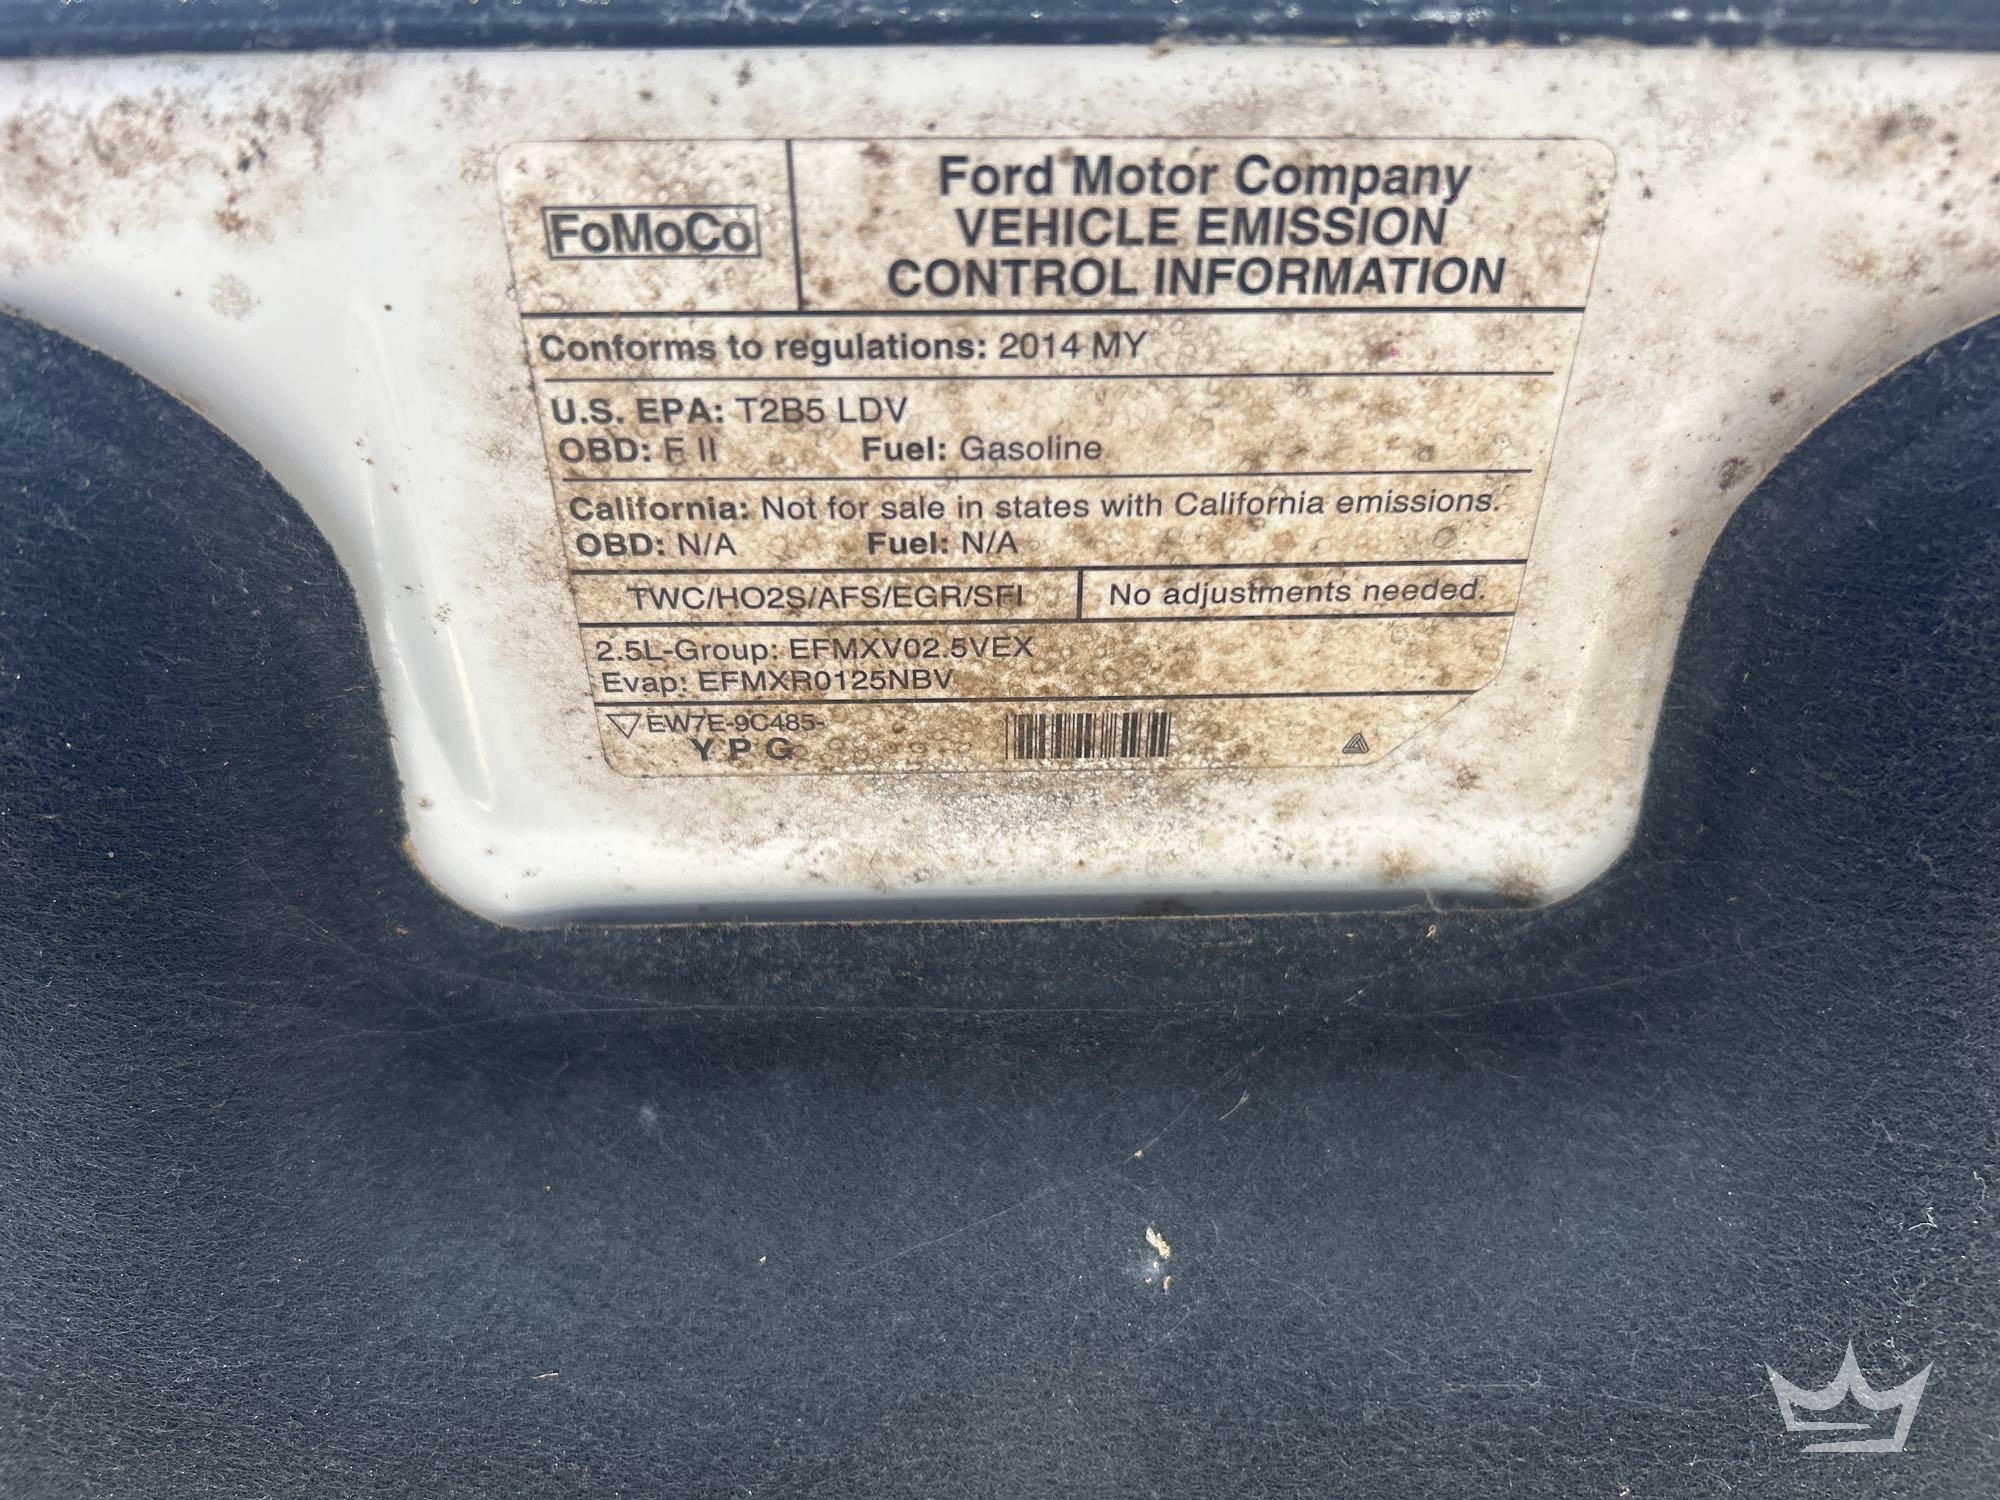 FoMoCo
Ford Motor Company
VEHICLE EMISSION
CONTROL INFORMATION
Conforms to regulations: 2014 MY
U.S. EPA: T2B5 LDV
OBD: F II Fuel: Gasoline
California: Not for sale in states with California emissions.
OBD: N/A Fuel: N/A
TWC/HO2S/AFS/EGR/SFI No adjustments needed.
2.5L-Group: EFMXV02.5VEX
Evap: EFMXR0125NBV
EW7E-9C485-
Y P G